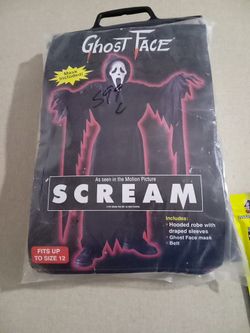 GHOST FACE
Mask
Included!
As seen in the Motion Picture
SCREAM
FITS UP
TO SIZE 12
Includes:
• Hooded robe with
draped sleeves
• Ghost Face mask
• Belt